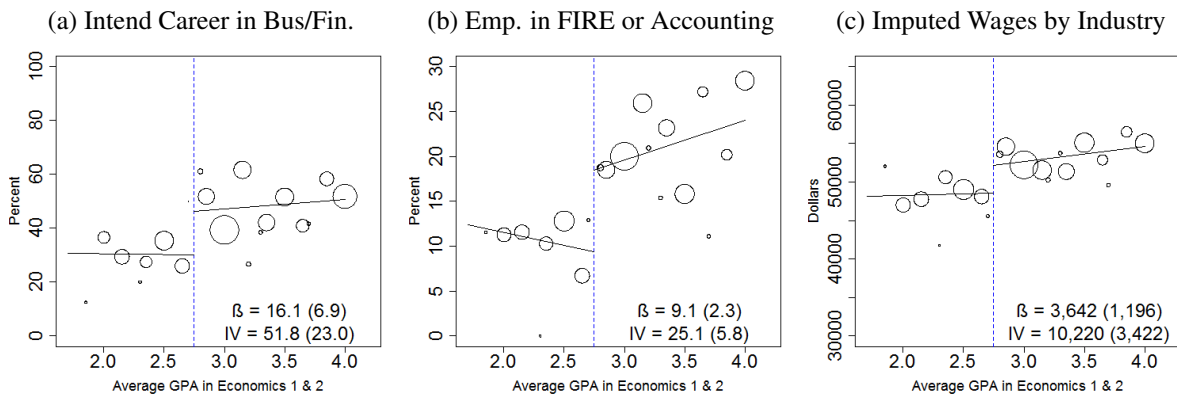 (a) Intend Career in Bus/Fin.
Percent
100
80
60
40
20
0
ß = 16.1 (6.9)
IV = 51.8 (23.0)
2.0 2.5 3.0 3.5 4.0
Average GPA in Economics 1 & 2
(b) Emp. in FIRE or Accounting
Percent
30
25
20
15
10
5
0
ß = 9.1 (2.3)
IV = 25.1 (5.8)
2.0 2.5 3.0 3.5 4.0
Average GPA in Economics 1 & 2
(c) Imputed Wages by Industry
Dollars
60000
50000
40000
30000
ß = 3,642 (1,196)
IV = 10,220 (3,422)
2.0 2.5 3.0 3.5 4.0
Average GPA in Economics 1 & 2